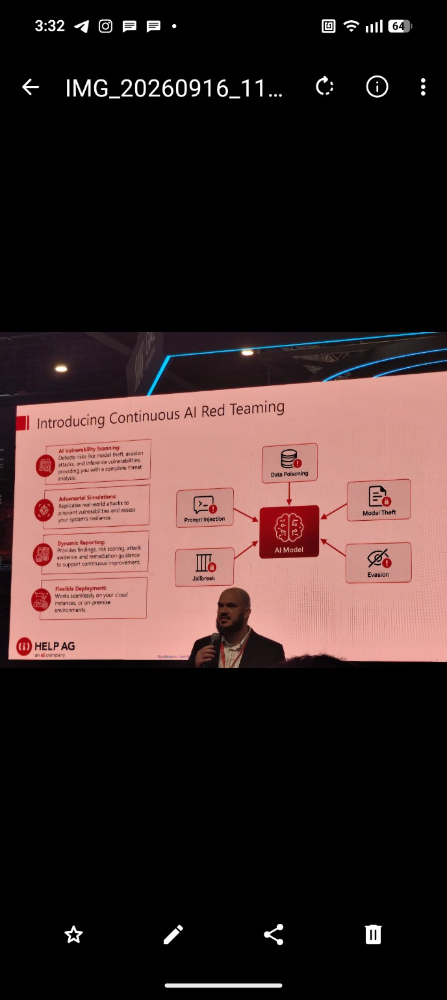 3:32
64
IMG_20260916_11...
Introducing Continuous AI Red Teaming
AI Vulnerability Scanning:
Detects risks like model theft, evasion
attacks, and inference vulnerabilities,
providing you with a complete threat
analysis.
Adversarial Simulations:
Replicates real-world attacks to
pinpoint vulnerabilities and assess
your system's resilience.
Dynamic Reporting:
Provides findings, risk scoring, attack
evidence, and remediation guidance
to support continuous improvement.
Flexible Deployment:
Works seamlessly on your cloud
instances, or on-premise
environments.
Data Poisoning
Prompt Injection
Model Theft
AI Model
Jailbreak
Evasion
HELP AG
an e& company
Classification: